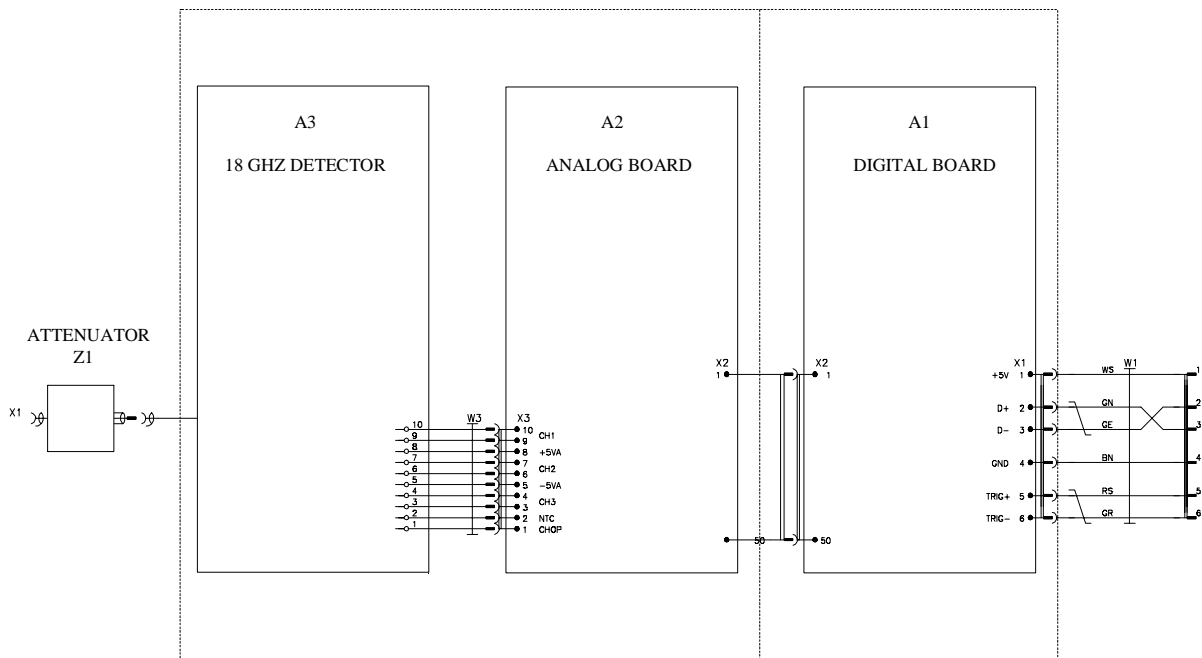 A3
18 GHZ DETECTOR
A2
ANALOG BOARD
A1
DIGITAL BOARD
ATTENUATOR
Z1
X1
10
9
8
7
6
5
4
3
2
1
W3
X3
10
9 CH1
8 +5VA
7
6 CH2
5 -5VA
4
3 CH3
2 NTC
1 CHOP
X2
1
50
X2
1
50
X1
+5V 1
D+ 2
D- 3
GND 4
TRIG+ 5
TRIG- 6
W1
WS
GN
GE
BN
RS
GR
1
2
3
4
5
6